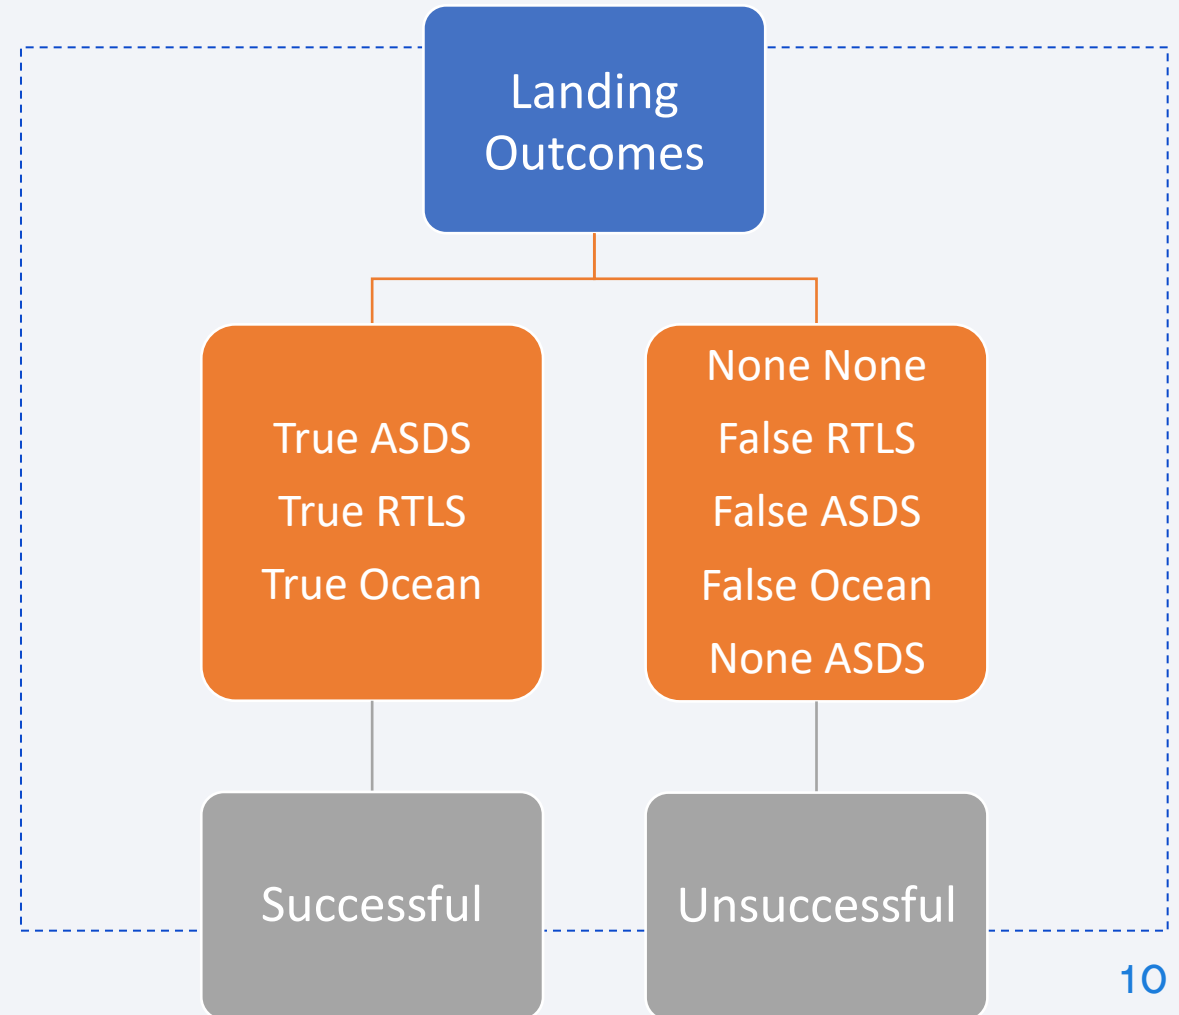 Landing
Outcomes
True ASDS
True RTLS
True Ocean
None None
False RTLS
False ASDS
False Ocean
None ASDS
Successful
Unsuccessful
10